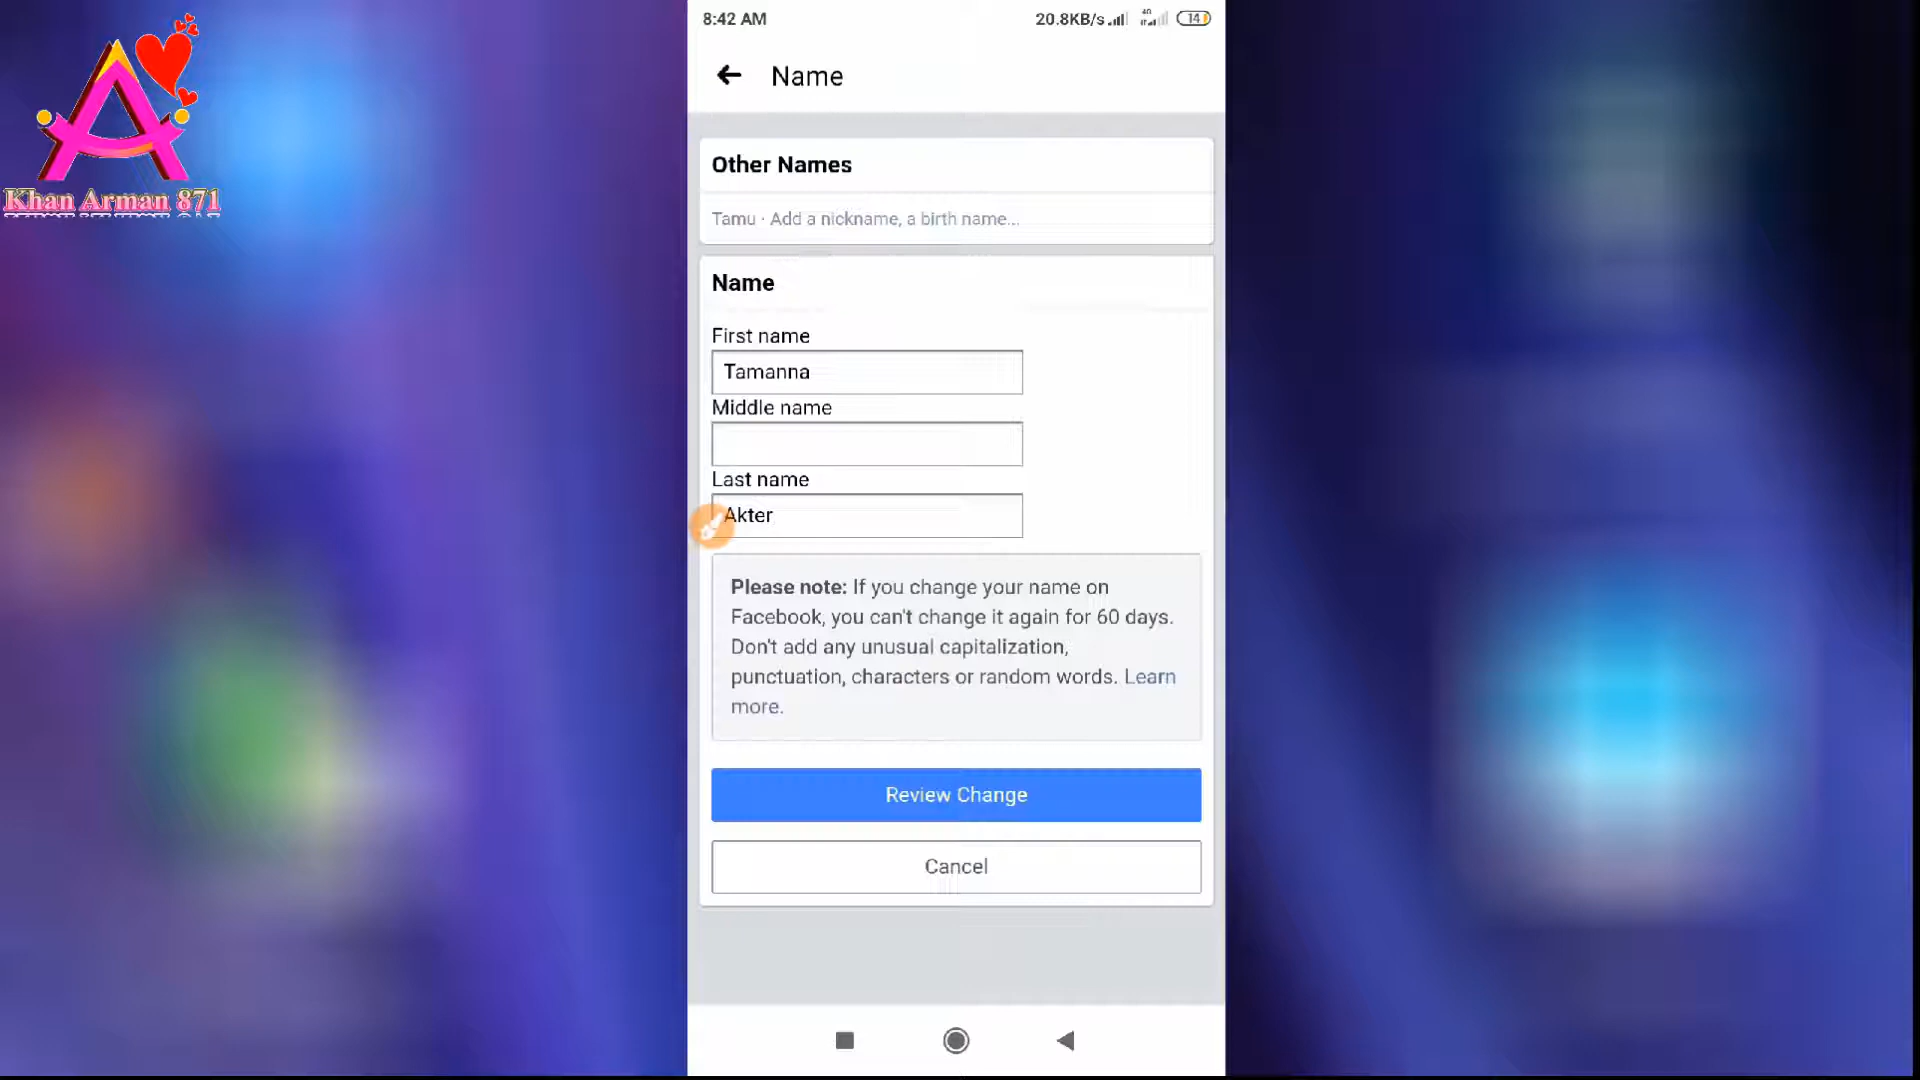 8:42 AM 20.8KB/s 4G 14
Name
Khan Arman 871
Other Names
Tamu · Add a nickname, a birth name...
Name
First name
Tamanna
Middle name
Last name
Akter
Please note: If you change your name on
Facebook, you can't change it again for 60 days.
Don't add any unusual capitalization,
punctuation, characters or random words. Learn
more.
Review Change
Cancel